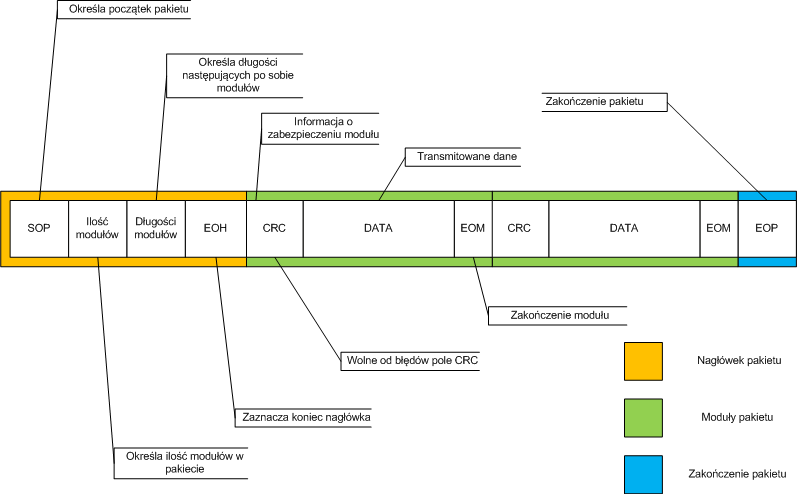 Określa początek pakietu
Określa długości
następujących po sobie
modułów
Zakończenie pakietu
Informacja o
zabezpieczeniu modułu
Transmitowane dane
SOP
Ilość
modułów
Długości
modułów
EOH
CRC
DATA
EOM
CRC
DATA
EOM
EOP
Zakończenie modułu
Wolne od błędów pole CRC
Nagłówek pakietu
Zaznacza koniec nagłówka
Moduły pakietu
Określa ilość modułów w
pakiecie
Zakończenie pakietu